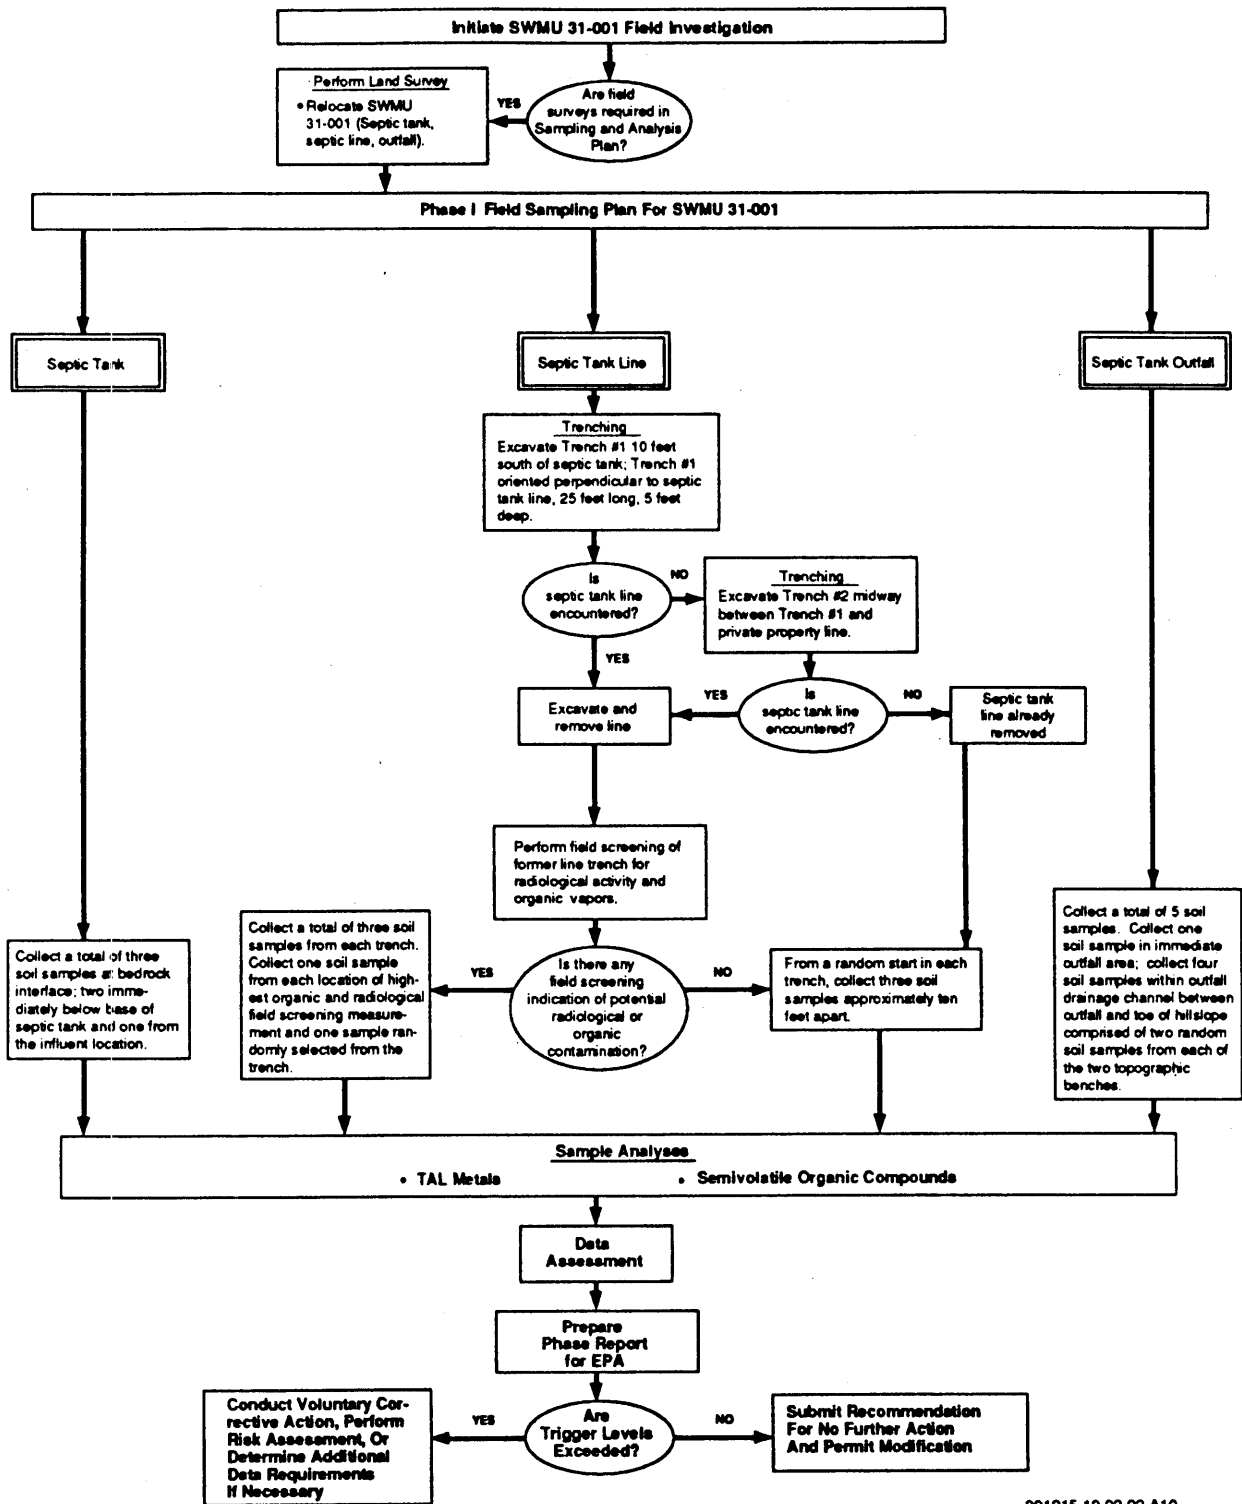 Initiate SWMU 31-001 Field Investigation
Perform Land Survey
• Relocate SWMU
31-001 (Septic tank,
septic line, outfall).
YES
Are field
surveys required in
Sampling and Analysis
Plan?
Phase I Field Sampling Plan For SWMU 31-001
Septic Tank
Septic Tank Line
Septic Tank Outfall
Trenching
Excavate Trench #1 10 feet
south of septic tank; Trench #1
oriented perpendicular to septic
tank line, 25 feet long, 5 feet
deep.
Is
septic tank line
encountered?
NO
Trenching
Excavate Trench #2 midway
between Trench #1 and
private property line.
YES
Excavate and
remove line
YES
Is
septic tank line
encountered?
NO
Septic tank
line already
removed
Perform field screening of
former line trench for
radiological activity and
organic vapors.
Collect a total of three
soil samples at bedrock
interface; two imme-
diately below base of
septic tank and one from
the influent location.
Collect a total of three soil
samples from each trench.
Collect one soil sample
from each location of high-
est organic and radiological
field screening measure-
ment and one sample ran-
domly selected from the
trench.
YES
Is there any
field screening
indication of potential
radiological or
organic
contamination?
NO
From a random start in each
trench, collect three soil
samples approximately ten
feet apart.
Collect a total of 5 soil
samples. Collect one
soil sample in immediate
outfall area; collect four
soil samples within outfall
drainage channel between
outfall and toe of hillslope
comprised of two random
soil samples from each of
the two topographic
benches.
Sample Analyses
• TAL Metals
• Semivolatile Organic Compounds
Data
Assessment
Prepare
Phase Report
for EPA
Conduct Voluntary Cor-
rective Action, Perform
Risk Assessment, Or
Determine Additional
Data Requirements
If Necessary
YES
Are
Trigger Levels
Exceeded?
NO
Submit Recommendation
For No Further Action
And Permit Modification